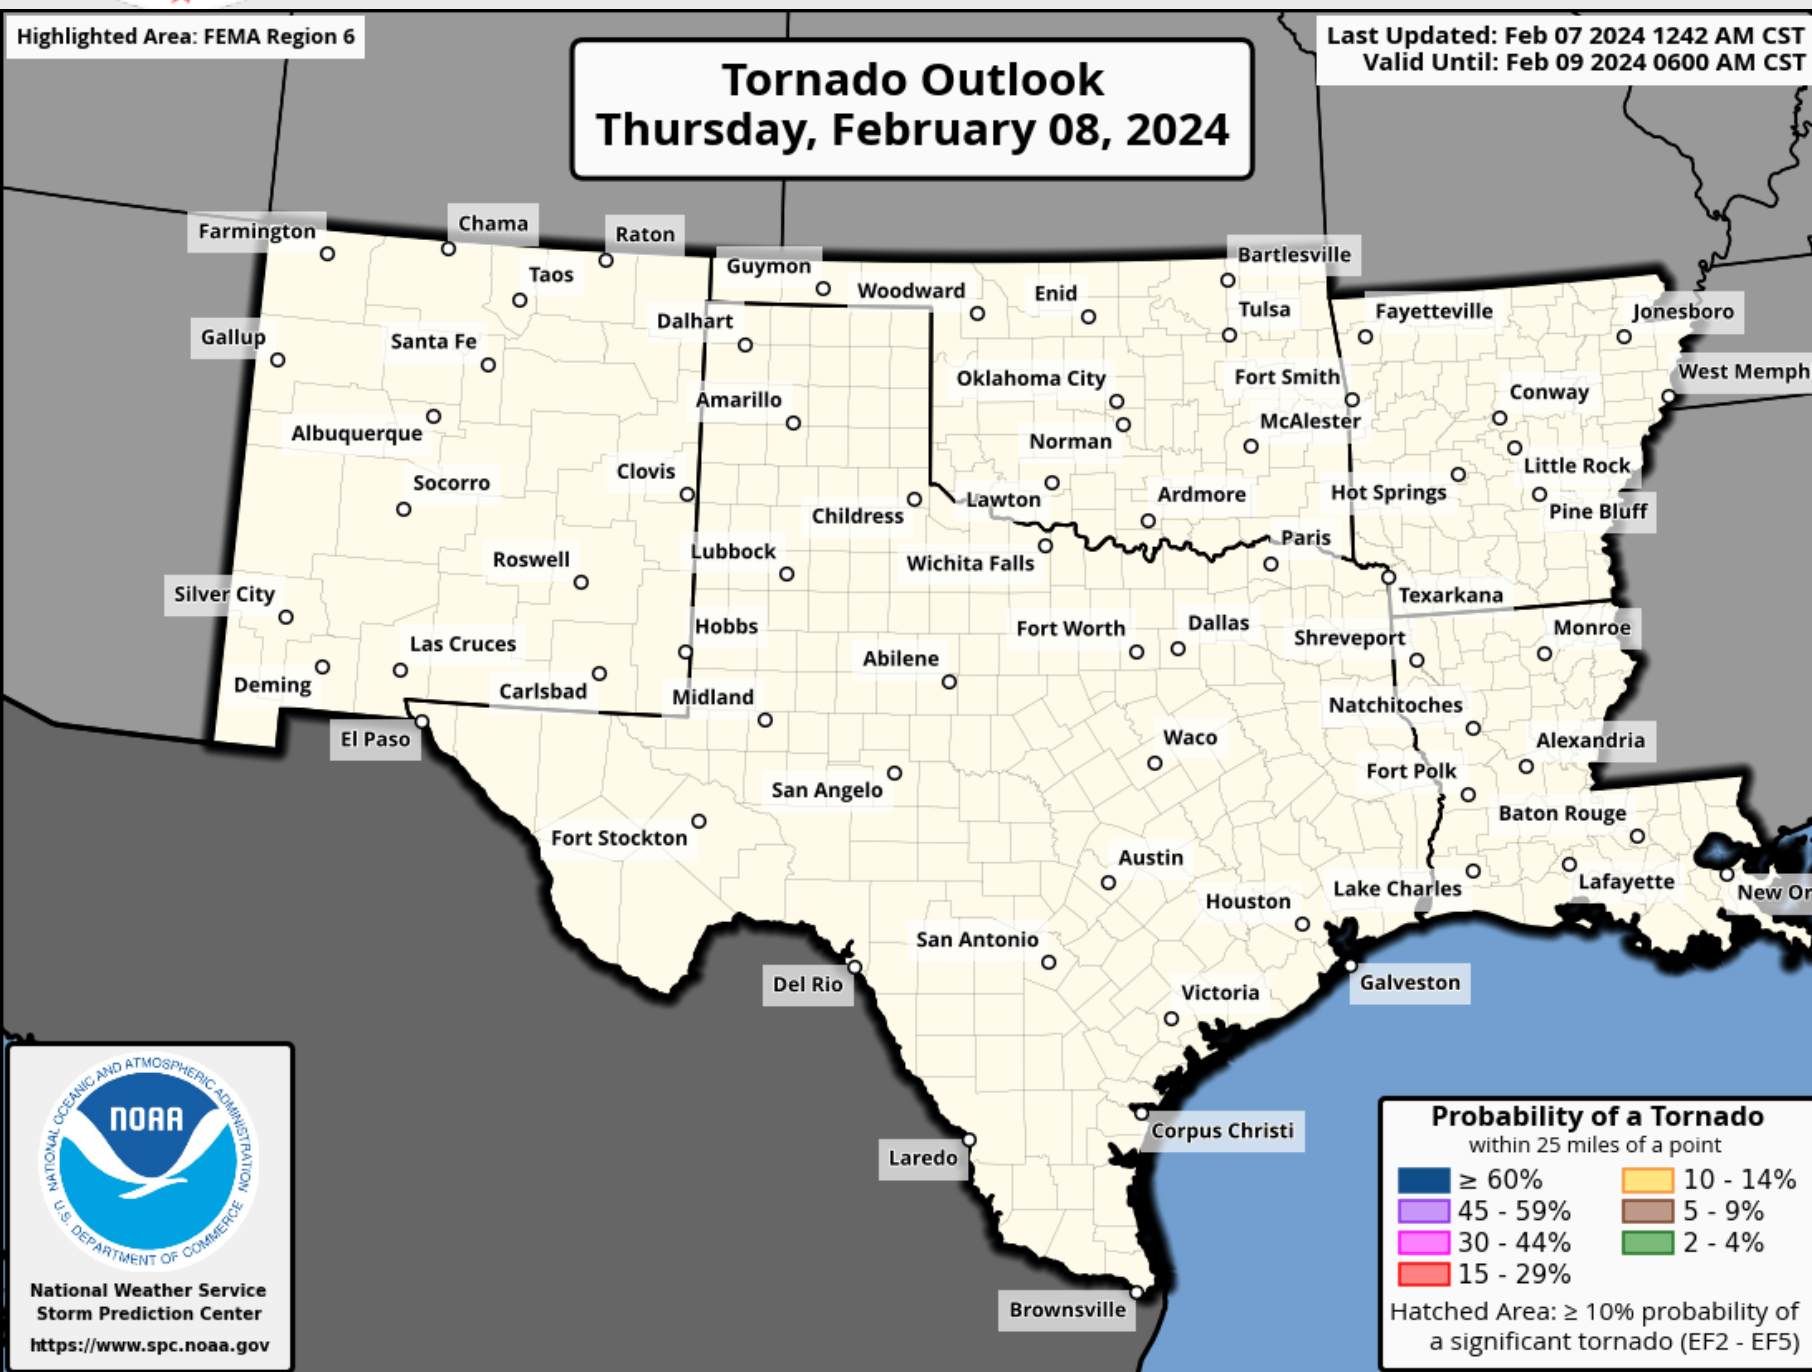 Highlighted Area: FEMA Region 6
Last Updated: Feb 07 2024 1242 AM CST
Valid Until: Feb 09 2024 0600 AM CST
Tornado Outlook
Thursday, February 08, 2024
Farmington
Chama
Raton
Taos
Guymon
Woodward
Enid
Bartlesville
Tulsa
Fayetteville
Jonesboro
Gallup
Santa Fe
Dalhart
Oklahoma City
Fort Smith
West Memph
Conway
Amarillo
Albuquerque
Norman
McAlester
Little Rock
Socorro
Clovis
Childress
Lawton
Ardmore
Hot Springs
Pine Bluff
Roswell
Lubbock
Wichita Falls
Paris
Silver City
Texarkana
Las Cruces
Hobbs
Fort Worth
Dallas
Shreveport
Monroe
Abilene
Deming
Carlsbad
Midland
Natchitoches
El Paso
Waco
Alexandria
San Angelo
Fort Polk
Fort Stockton
Baton Rouge
Austin
Houston
Lake Charles
Lafayette
New Or
San Antonio
Del Rio
Victoria
Galveston
Corpus Christi
Laredo
Brownsville
NATIONAL OCEANIC AND ATMOSPHERIC ADMINISTRATION
NOAA
U.S. DEPARTMENT OF COMMERCE
National Weather Service
Storm Prediction Center
https://www.spc.noaa.gov
Probability of a Tornado
within 25 miles of a point
≥ 60%
10 - 14%
45 - 59%
5 - 9%
30 - 44%
2 - 4%
15 - 29%
Hatched Area: ≥ 10% probability of
a significant tornado (EF2 - EF5)